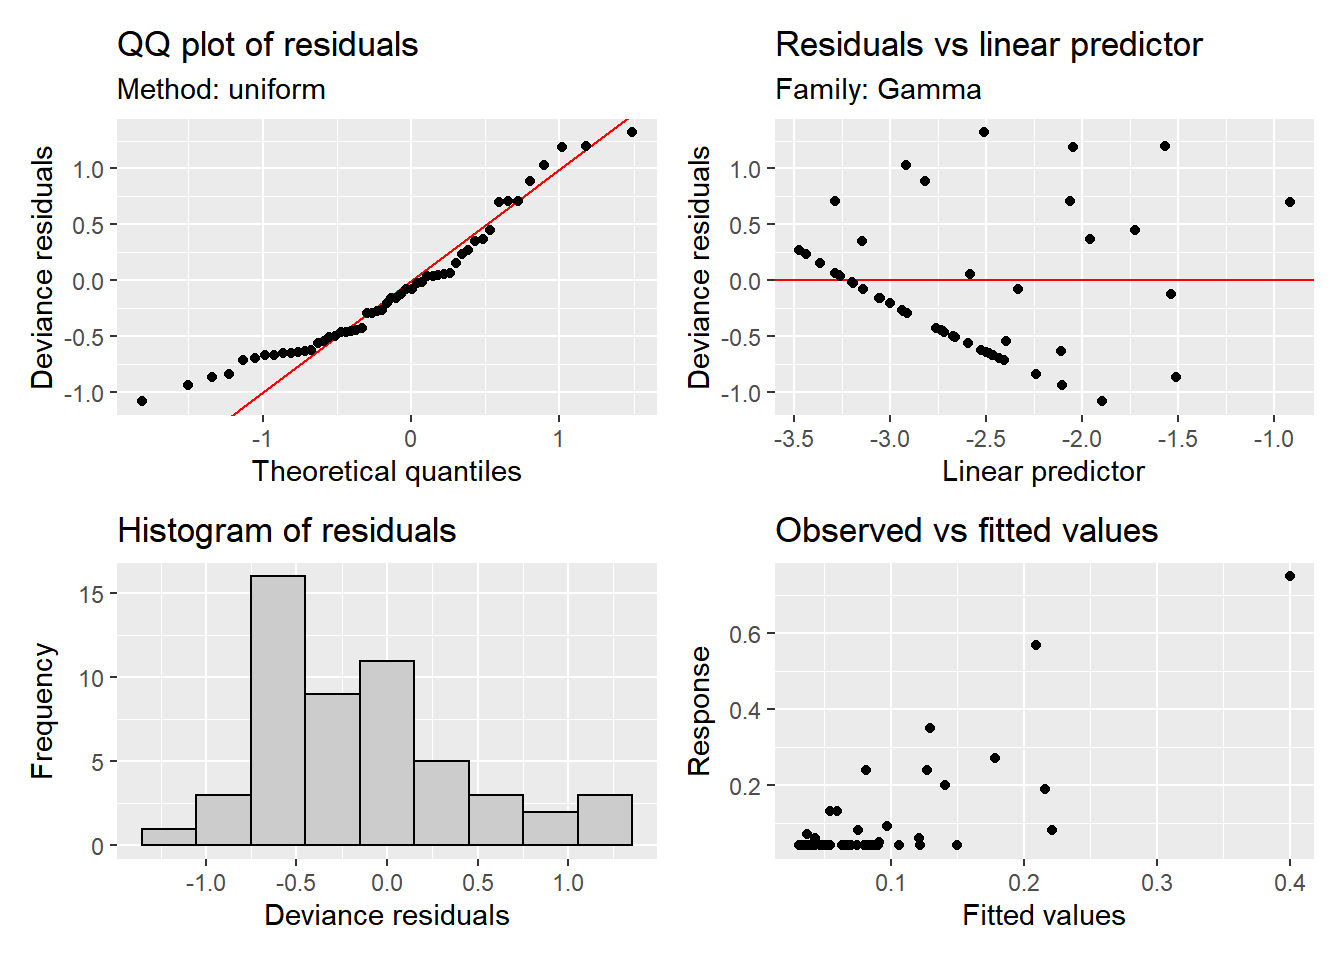 QQ plot of residuals
Method: uniform
Deviance residuals
1.0
0.5
0.0
-0.5
-1.0
-1
0
1
Theoretical quantiles
Residuals vs linear predictor
Family: Gamma
Deviance residuals
1.0
0.5
0.0
-0.5
-1.0
-3.5
-3.0
-2.5
-2.0
-1.5
-1.0
Linear predictor
Histogram of residuals
Frequency
15
10
5
0
-1.0
-0.5
0.0
0.5
1.0
Deviance residuals
Observed vs fitted values
Response
0.6
0.4
0.2
0.1
0.2
0.3
0.4
Fitted values